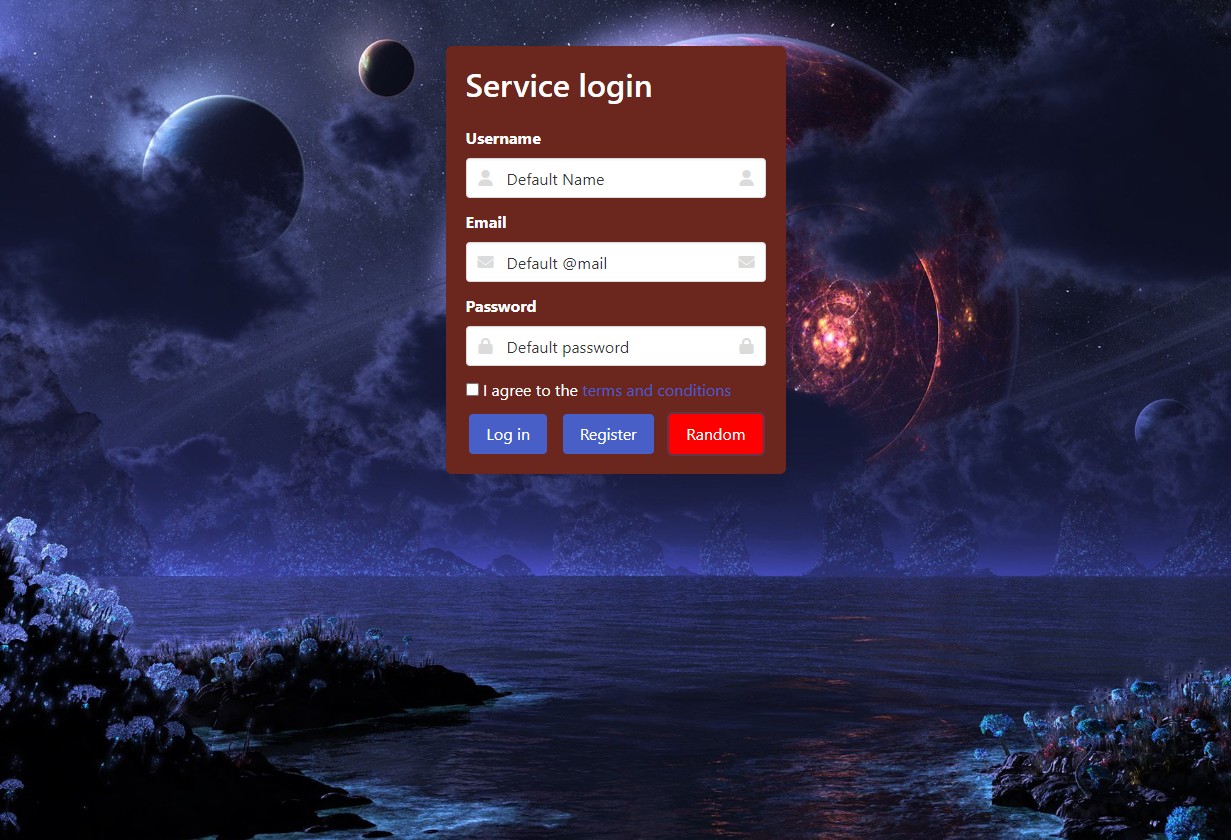 Service login
Username
Default Name
Email
Default @mail
Password
Default password
I agree to the terms and conditions
Log in Register Random